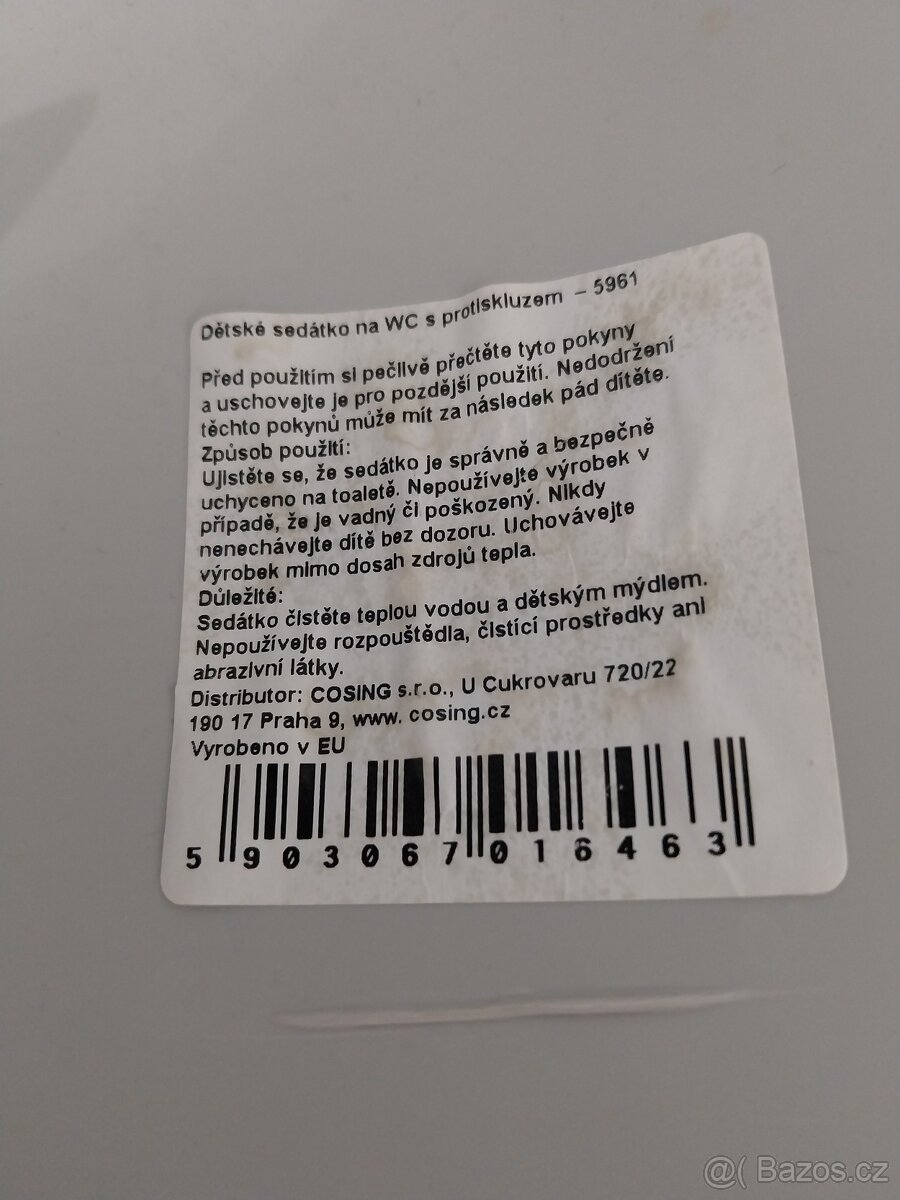 Dětské sedátko na WC s protiskluzem – 5961
Před použitím si pečlivě přečtěte tyto pokyny
a uschovejte je pro pozdější použití. Nedodržení
těchto pokynů může mít za následek pád dítěte.
Způsob použití:
Ujistěte se, že sedátko je správně a bezpečně
uchyceno na toaletě. Nepoužívejte výrobek v
případě, že je vadný či poškozený. Nikdy
nenechávejte dítě bez dozoru. Uchovávejte
výrobek mimo dosah zdrojů tepla.
Důležité:
Sedátko čistěte teplou vodou a dětským mýdlem.
Nepoužívejte rozpouštědla, čistící prostředky ani
abrazivní látky.
Distributor: COSING s.r.o., U Cukrovaru 720/22
190 17 Praha 9, www. cosing.cz
Vyrobeno v EU
5 903067 016463
@( Bazos.cz